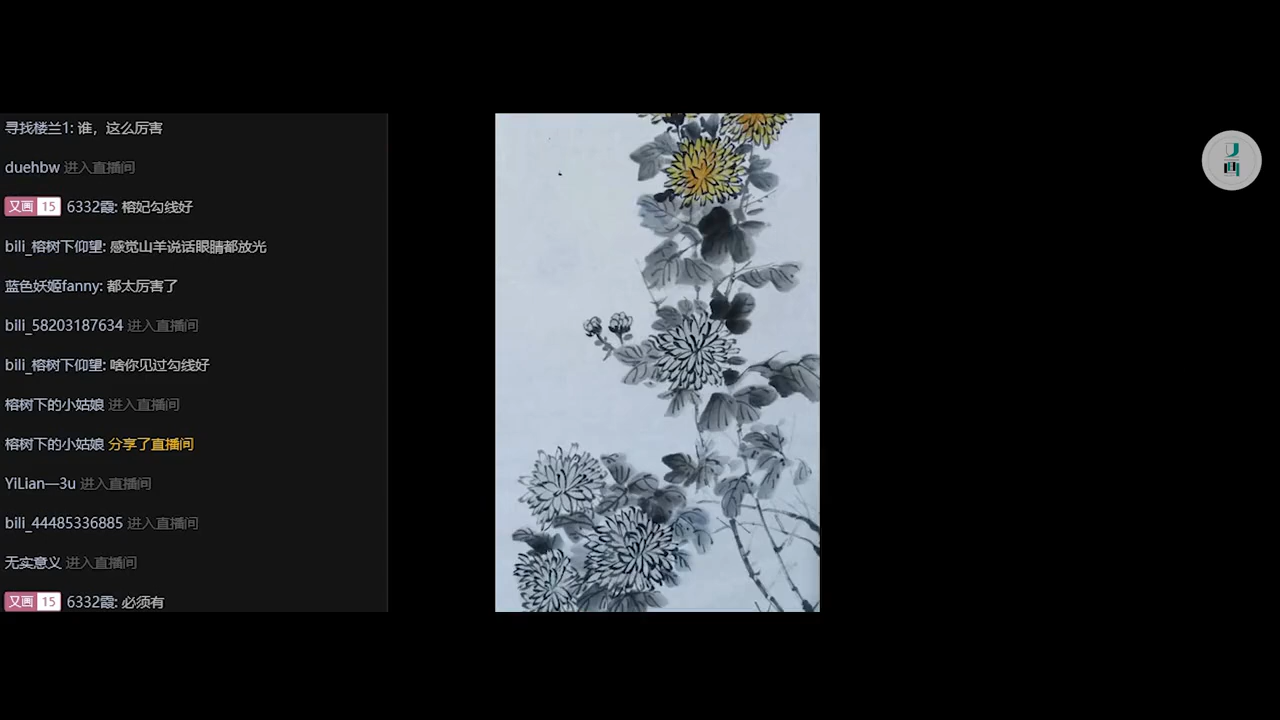 寻找楼兰1: 谁，这么厉害
duehbw 进入直播间
又画 15 6332霞: 榕妃勾线好
bili_榕树下仰望: 感觉山羊说话眼睛都放光
蓝色妖姬fanny: 都太厉害了
bili_58203187634 进入直播间
bili_榕树下仰望: 啥你见过勾线好
榕树下的小姑娘 进入直播间
榕树下的小姑娘 分享了直播间
YiLian—3u 进入直播间
bili_44485336885 进入直播间
无实意义 进入直播间
又画 15 6332霞: 必须有